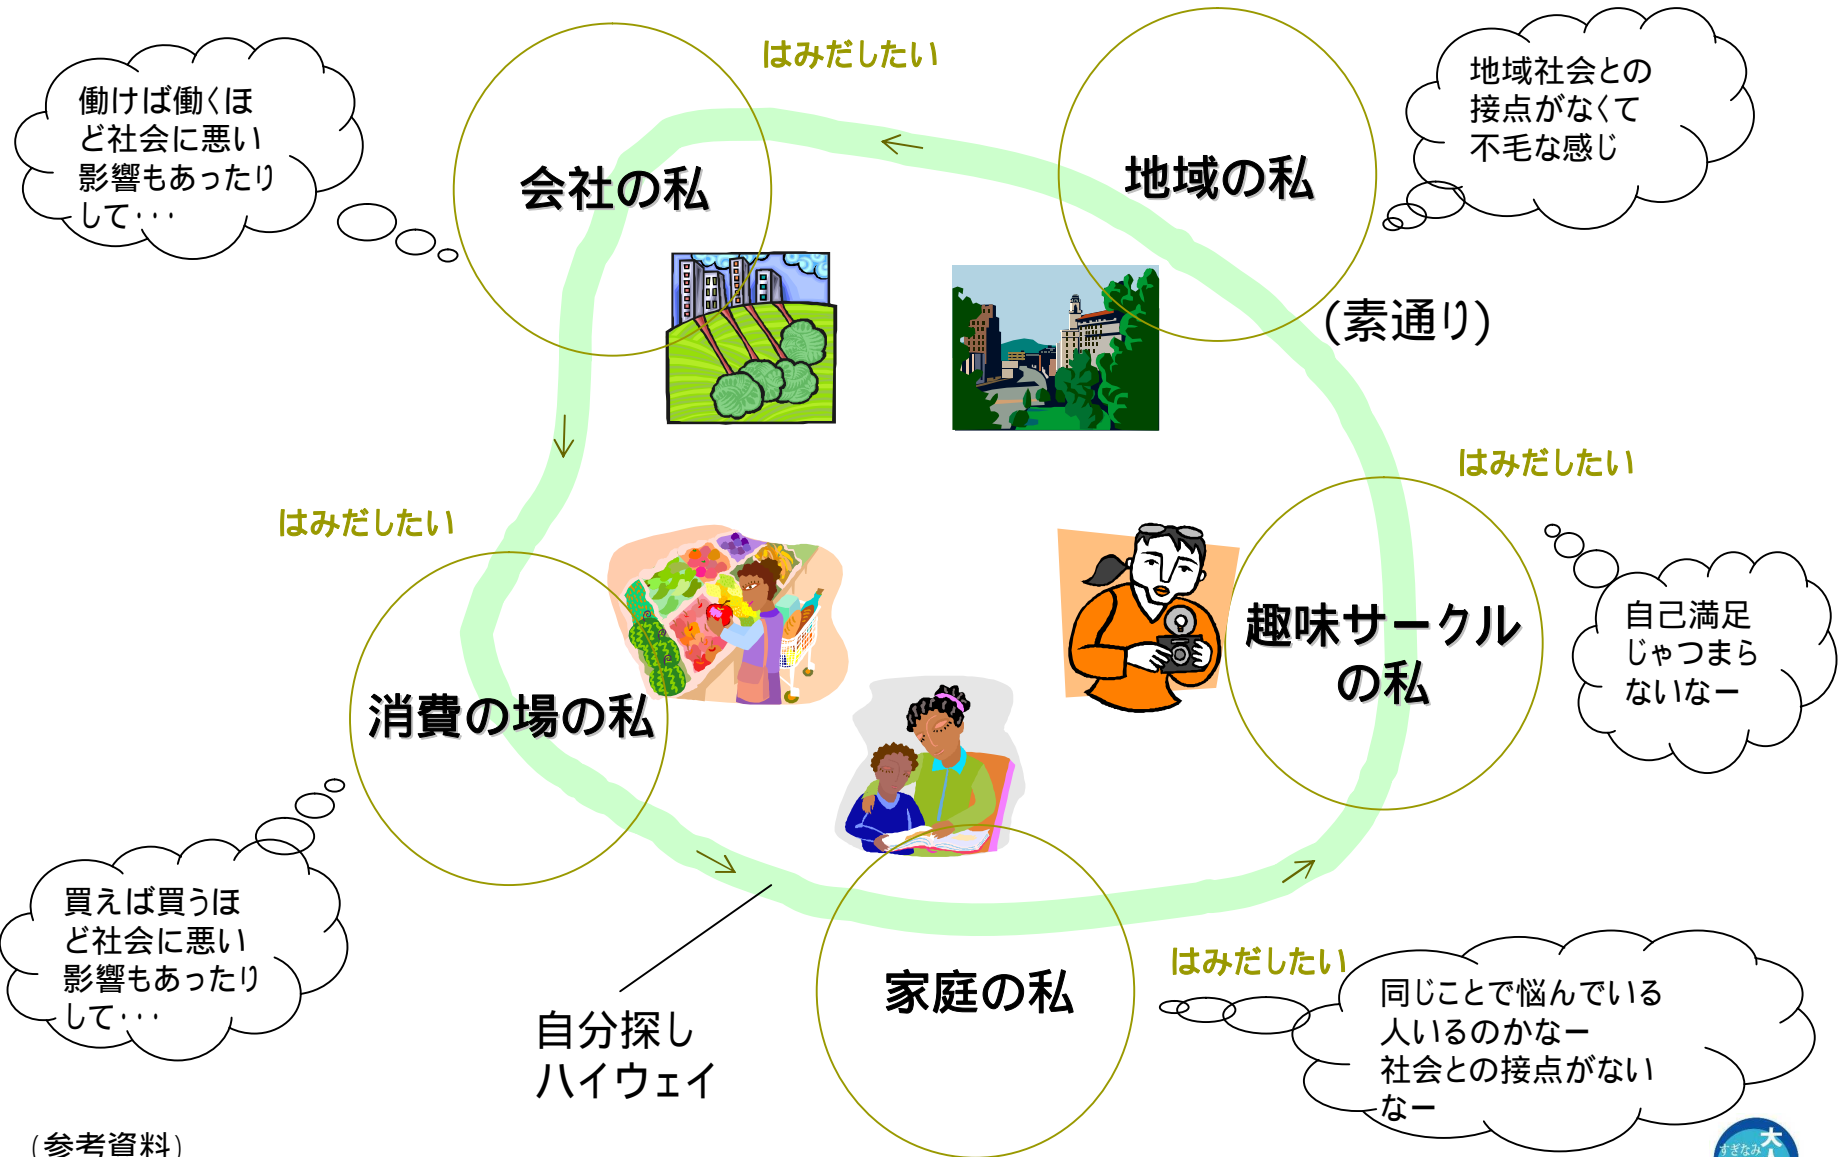 はみだしたい
働けば働くほ
ど社会に悪い
影響もあったり
して・・・
会社の私
地域の私
地域社会との
接点がなくて
不毛な感じ
(素通り)
はみだしたい
はみだしたい
自己満足
じゃつまら
ないなー
趣味サークル
の私
消費の場の私
買えば買うほ
ど社会に悪い
影響もあったり
して・・・
家庭の私
はみだしたい
同じことで悩んでいる
人いるのかなー
社会との接点がない
なー
自分探し
ハイウェイ
(参考資料)
すぎなみ
大